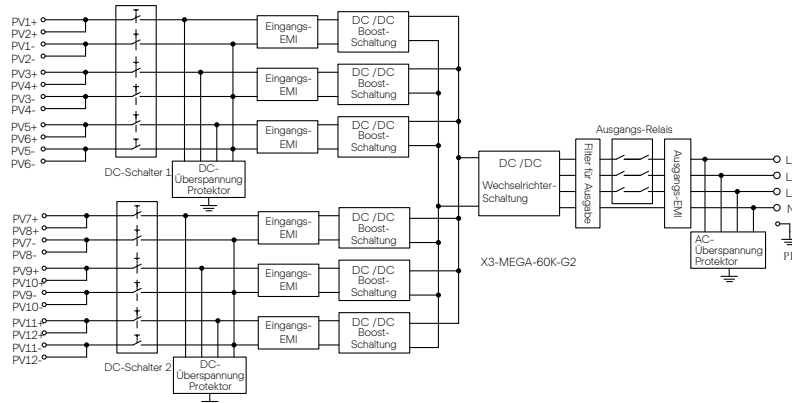 PV1+
PV2+
PV1-
PV2-
PV3+
PV4+
PV3-
PV4-
PV5+
PV6+
PV5-
PV6-
DC-Schalter 1
DC-
Überspannung
Protektor
Eingangs-
EMI
DC /DC
Boost-
Schaltung
Eingangs-
EMI
DC /DC
Boost-
Schaltung
Eingangs-
EMI
DC /DC
Boost-
Schaltung
PV7+
PV8+
PV7-
PV8-
PV9+
PV10+
PV9-
PV10-
PV11+
PV12+
PV11-
PV12-
DC-Schalter 2
DC-
Überspannung
Protektor
Eingangs-
EMI
DC /DC
Boost-
Schaltung
Eingangs-
EMI
DC /DC
Boost-
Schaltung
Eingangs-
EMI
DC /DC
Boost-
Schaltung
DC /DC
Wechselrichter-
Schaltung
X3-MEGA-60K-G2
Filter für Ausgabe
Ausgangs-Relais
Ausgangs-EMI
AC-
Überspannung
Protektor
L
L
L
N